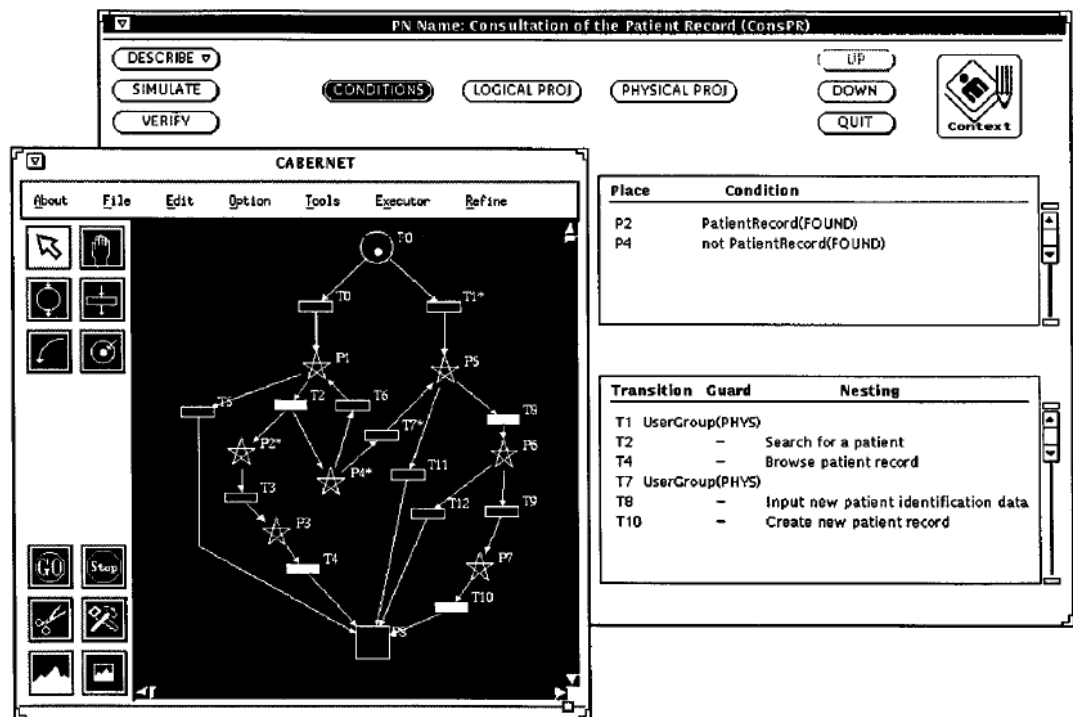 PN Name: Consultation of the Patient Record (ConsPR)
DESCRIBE
SIMULATE
VERIFY
CONDITIONS
LOGICAL PROJ
PHYSICAL PROJ
UP
DOWN
QUIT
Context
CABERNET
About File Edit Option Tools Executor Refine
P0
T0
T1*
P1
P5
T5
T2
T6
T8
T7*
P2*
P4*
P6
T11
T3
T12
T9
P3
T4
P7
T10
P8
GO
Stop
Place Condition
P2 PatientRecord(FOUND)
P4 not PatientRecord(FOUND)
Transition Guard Nesting
T1 UserGroup(PHYS)
T2 – Search for a patient
T4 – Browse patient record
T7 UserGroup(PHYS)
T8 – Input new patient identification data
T10 – Create new patient record